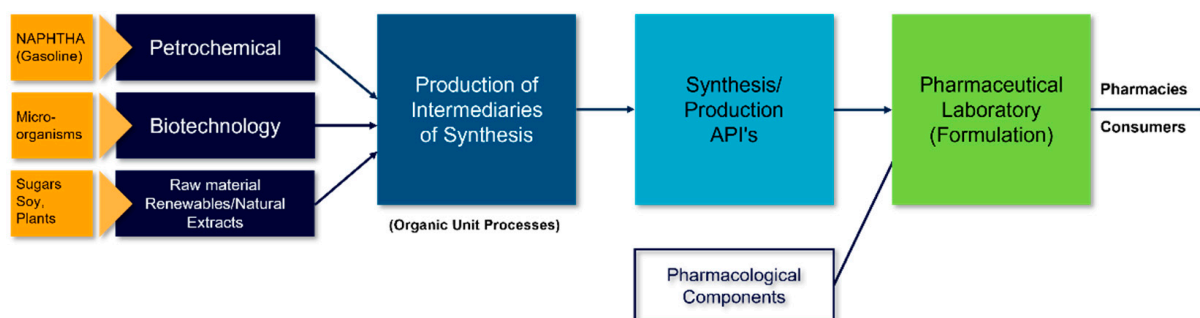 NAPHTHA
(Gasoline)
Petrochemical
Micro-
organisms
Biotechnology
Sugars
Soy,
Plants
Raw material
Renewables/Natural
Extracts
Production of
Intermediaries
of Synthesis
(Organic Unit Processes)
Synthesis/
Production
API's
Pharmacological
Components
Pharmaceutical
Laboratory
(Formulation)
Pharmacies
Consumers